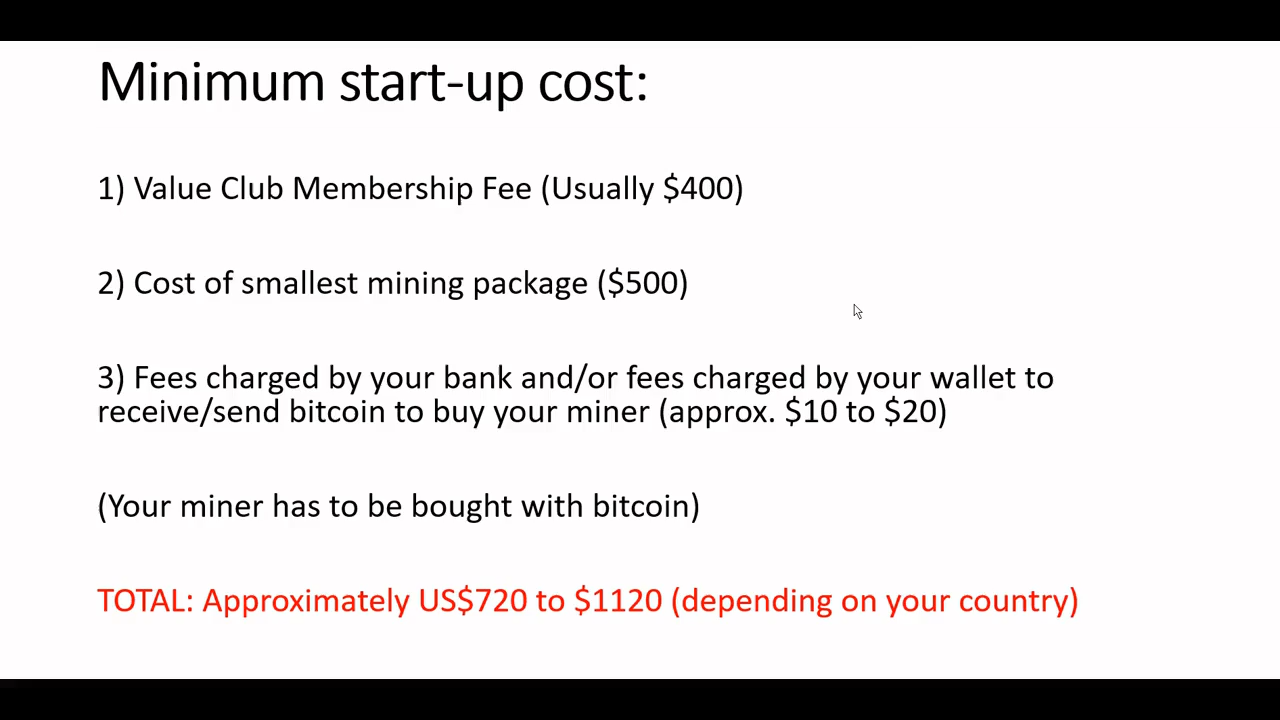 Minimum start-up cost:
1) Value Club Membership Fee (Usually $400)
2) Cost of smallest mining package ($500)
3) Fees charged by your bank and/or fees charged by your wallet to
receive/send bitcoin to buy your miner (approx. $10 to $20)
(Your miner has to be bought with bitcoin)
TOTAL: Approximately US$720 to $1120 (depending on your country)